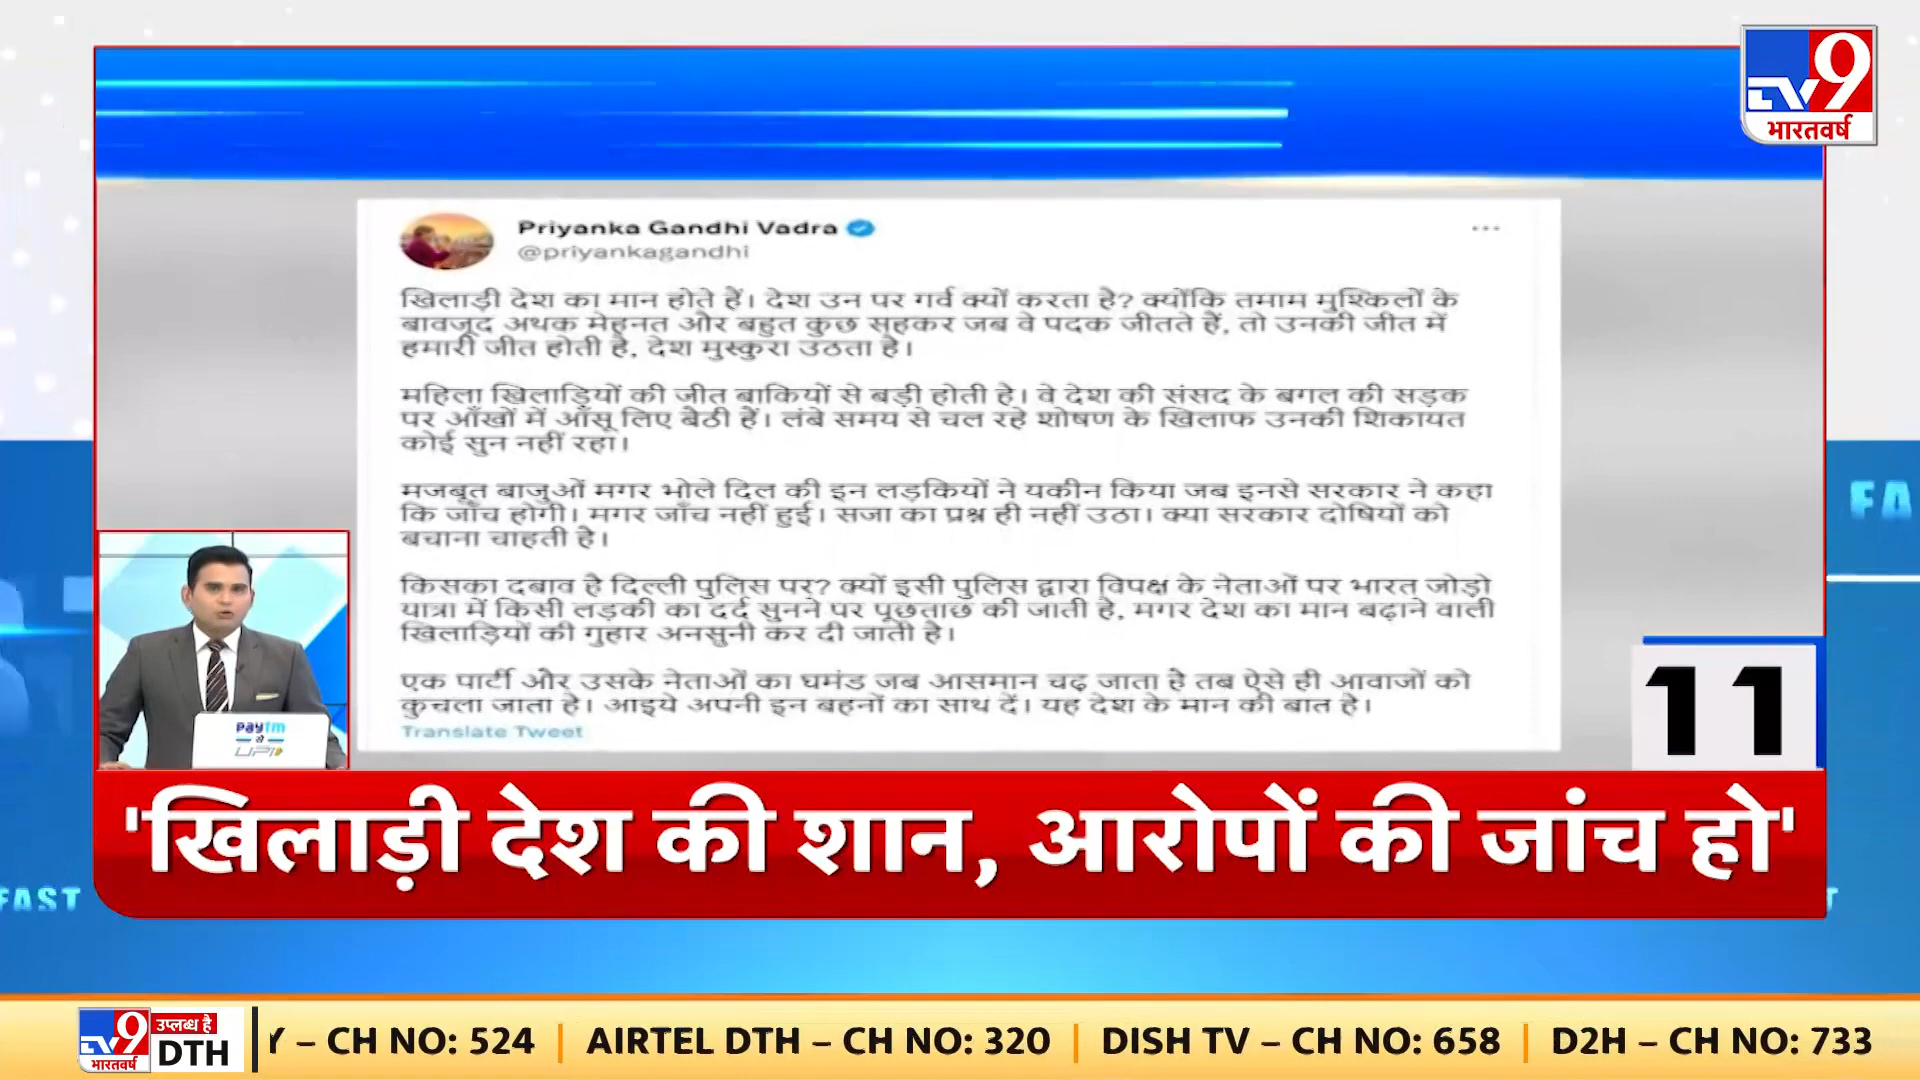 TV9
भारतवर्ष
Priyanka Gandhi Vadra
@priyankagandhi
खिलाड़ी देश का मान होते हैं। देश उन पर गर्व क्यों करता है? क्योंकि तमाम मुश्किलों के
बावजूद अथक मेहनत और बहुत कुछ सहकर जब वे पदक जीतते हैं, तो उनकी जीत में
हमारी जीत होती है, देश मुस्कुरा उठता है।
महिला खिलाड़ियों की जीत बाकियों से बड़ी होती है। वे देश की संसद के बगल की सड़क
पर आँखों में आँसू लिए बैठी हैं। लंबे समय से चल रहे शोषण के खिलाफ उनकी शिकायत
कोई सुन नहीं रहा।
मजबूत बाजुओं मगर भोले दिल की इन लड़कियों ने यकीन किया जब इनसे सरकार ने कहा
कि जाँच होगी। मगर जाँच नहीं हुई। सजा का प्रश्न ही नहीं उठा। क्या सरकार दोषियों को
बचाना चाहती है।
किसका दबाव है दिल्ली पुलिस पर? क्यों इसी पुलिस द्वारा विपक्ष के नेताओं पर भारत जोड़ो
यात्रा में किसी लड़की का दर्द सुनने पर पूछताछ की जाती है, मगर देश का मान बढ़ाने वाली
खिलाड़ियों की गुहार अनसुनी कर दी जाती है।
एक पार्टी और उसके नेताओं का घमंड जब आसमान चढ़ जाता है तब ऐसे ही आवाजों को
कुचला जाता है। आइये अपनी इन बहनों का साथ दें। यह देश के मान की बात है।
Translate Tweet
paytm
से
UPI
11
'खिलाड़ी देश की शान, आरोपों की जांच हो'
FA
FAST
T
TV9 भारतवर्ष उपलब्ध है DTH
Y – CH NO: 524 | AIRTEL DTH – CH NO: 320 | DISH TV – CH NO: 658 | D2H – CH NO: 733